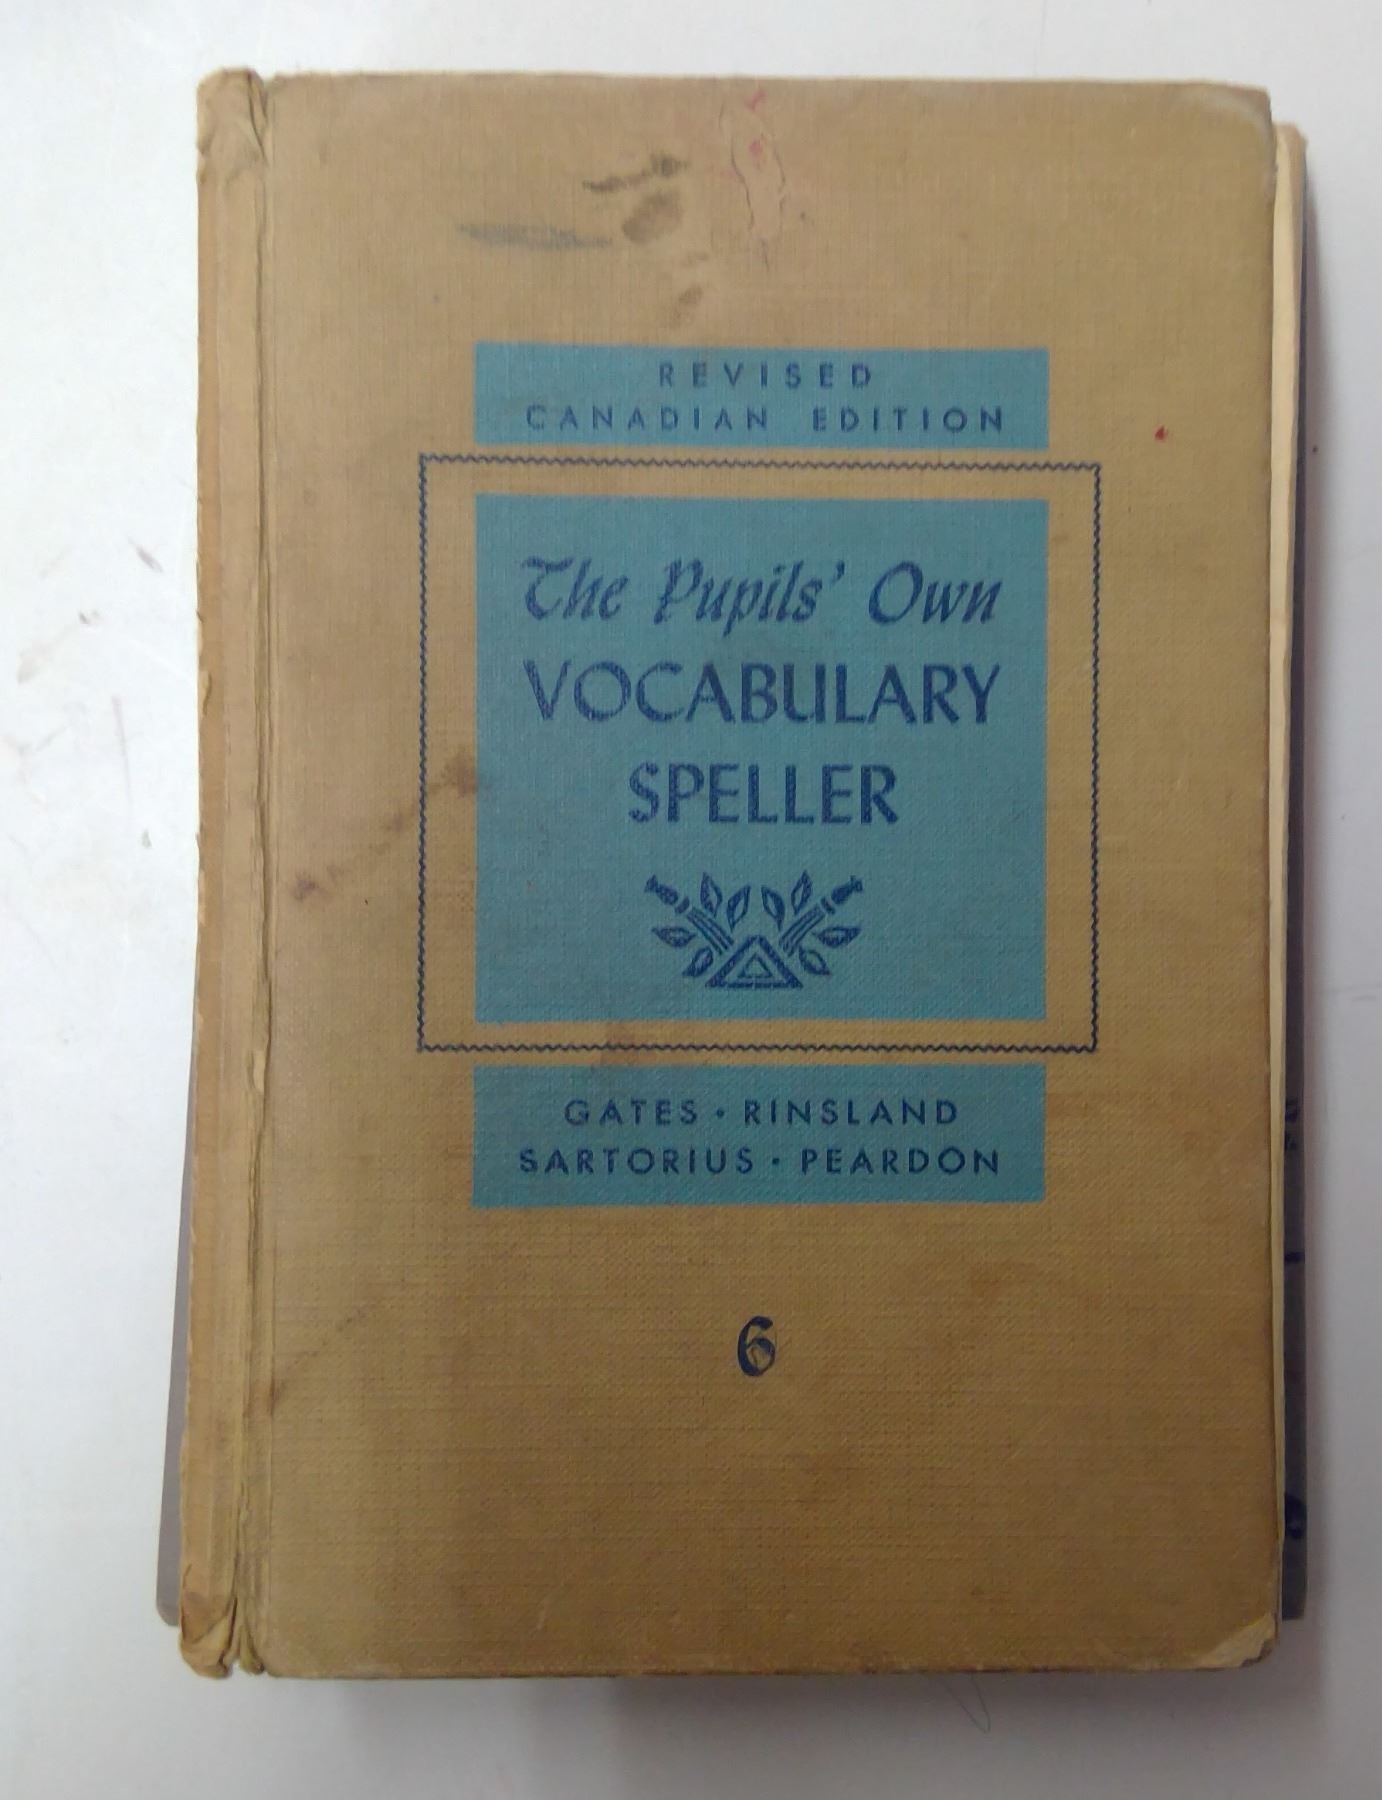 REVISED
CANADIAN EDITION
The Pupils' Own
VOCABULARY
SPELLER
GATES · RINSLAND
SARTORIUS · PEARDON
6